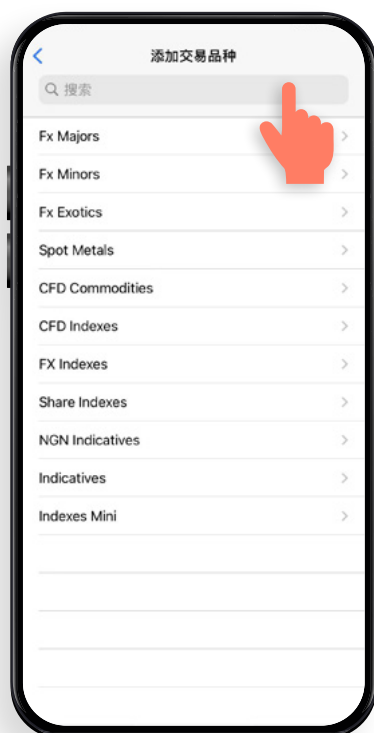 添加交易品种
搜索
Fx Majors
Fx Minors
Fx Exotics
Spot Metals
CFD Commodities
CFD Indexes
FX Indexes
Share Indexes
NGN Indicatives
Indicatives
Indexes Mini